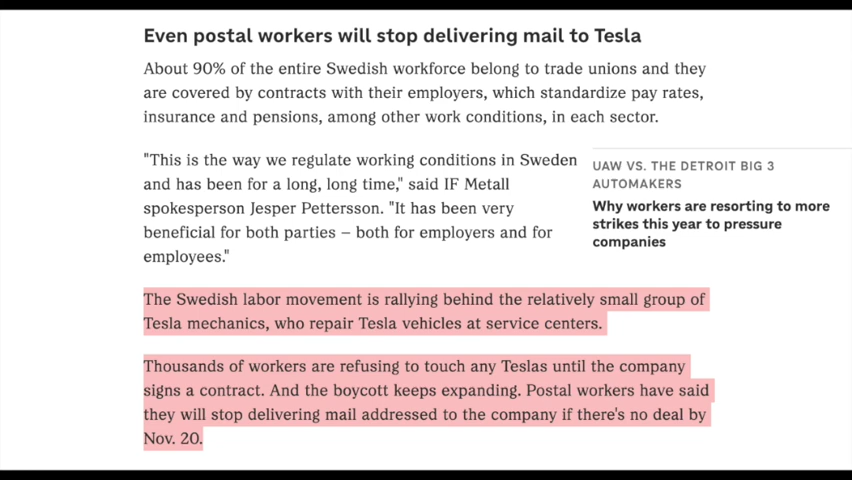 Even postal workers will stop delivering mail to Tesla
About 90% of the entire Swedish workforce belong to trade unions and they
are covered by contracts with their employers, which standardize pay rates,
insurance and pensions, among other work conditions, in each sector.
"This is the way we regulate working conditions in Sweden
and has been for a long, long time," said IF Metall
spokesperson Jesper Pettersson. "It has been very
beneficial for both parties – both for employers and for
employees."
UAW VS. THE DETROIT BIG 3
AUTOMAKERS
Why workers are resorting to more
strikes this year to pressure
companies
The Swedish labor movement is rallying behind the relatively small group of
Tesla mechanics, who repair Tesla vehicles at service centers.
Thousands of workers are refusing to touch any Teslas until the company
signs a contract. And the boycott keeps expanding. Postal workers have said
they will stop delivering mail addressed to the company if there's no deal by
Nov. 20.